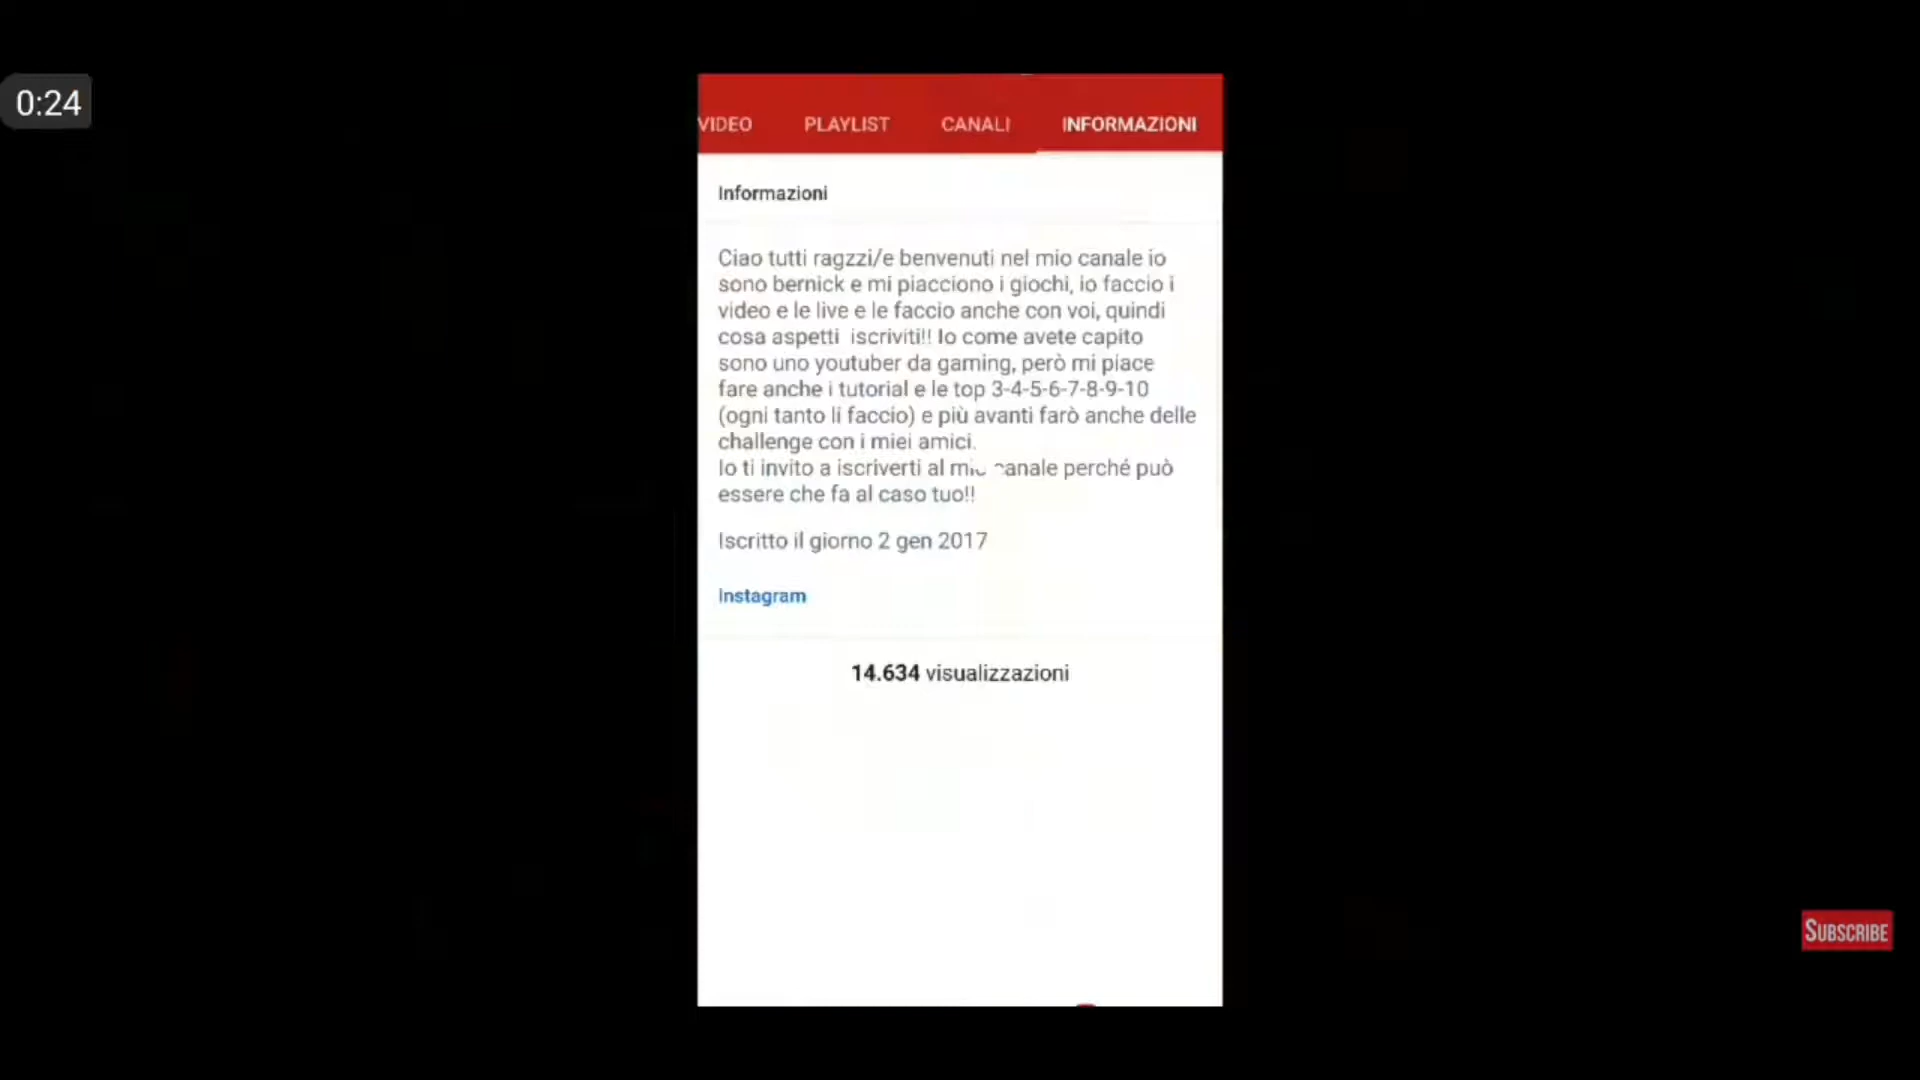 0:24
VIDEO PLAYLIST CANALI INFORMAZIONI
Informazioni
Ciao tutti ragzzi/e benvenuti nel mio canale io
sono bernick e mi piacciono i giochi, io faccio i
video e le live e le faccio anche con voi, quindi
cosa aspetti  iscriviti!! Io come avete capito
sono uno youtuber da gaming, però mi piace
fare anche i tutorial e le top 3-4-5-6-7-8-9-10
(ogni tanto li faccio) e più avanti farò anche delle
challenge con i miei amici.
Io ti invito a iscriverti al mio canale perché può
essere che fa al caso tuo!!
Iscritto il giorno 2 gen 2017
Instagram
14.634 visualizzazioni
SUBSCRIBE